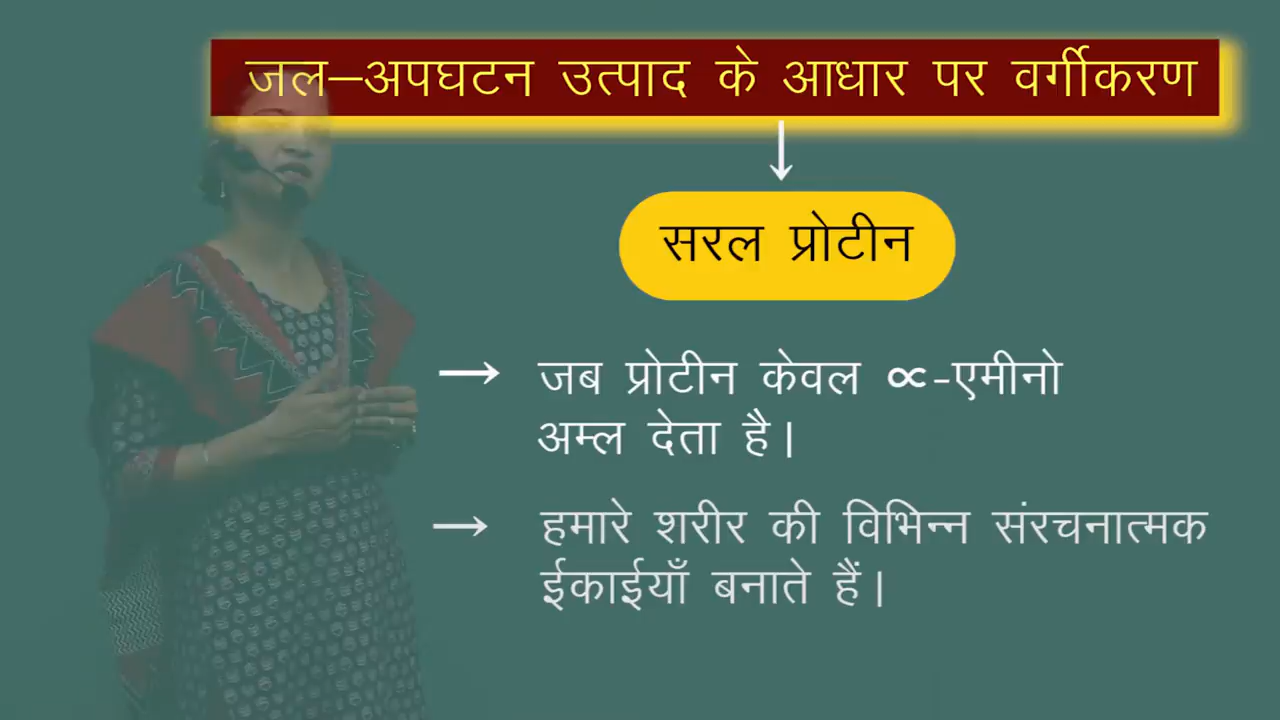 जल–अपघटन उत्पाद के आधार पर वर्गीकरण
सरल प्रोटीन
→ जब प्रोटीन केवल ∝-एमीनो
अम्ल देता है।
→ हमारे शरीर की विभिन्न संरचनात्मक
ईकाईयाँ बनाते हैं।